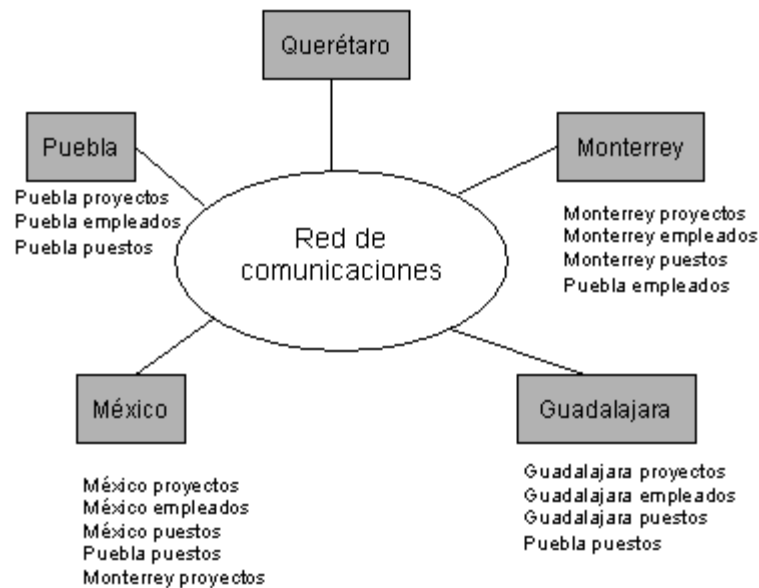 Querétaro
Puebla
Monterrey
Puebla proyectos
Puebla empleados
Puebla puestos
Red de
comunicaciones
Monterrey proyectos
Monterrey empleados
Monterrey puestos
Puebla empleados
México
Guadalajara
México proyectos
México empleados
México puestos
Puebla puestos
Monterrey proyectos
Guadalajara proyectos
Guadalajara empleados
Guadalajara puestos
Puebla puestos